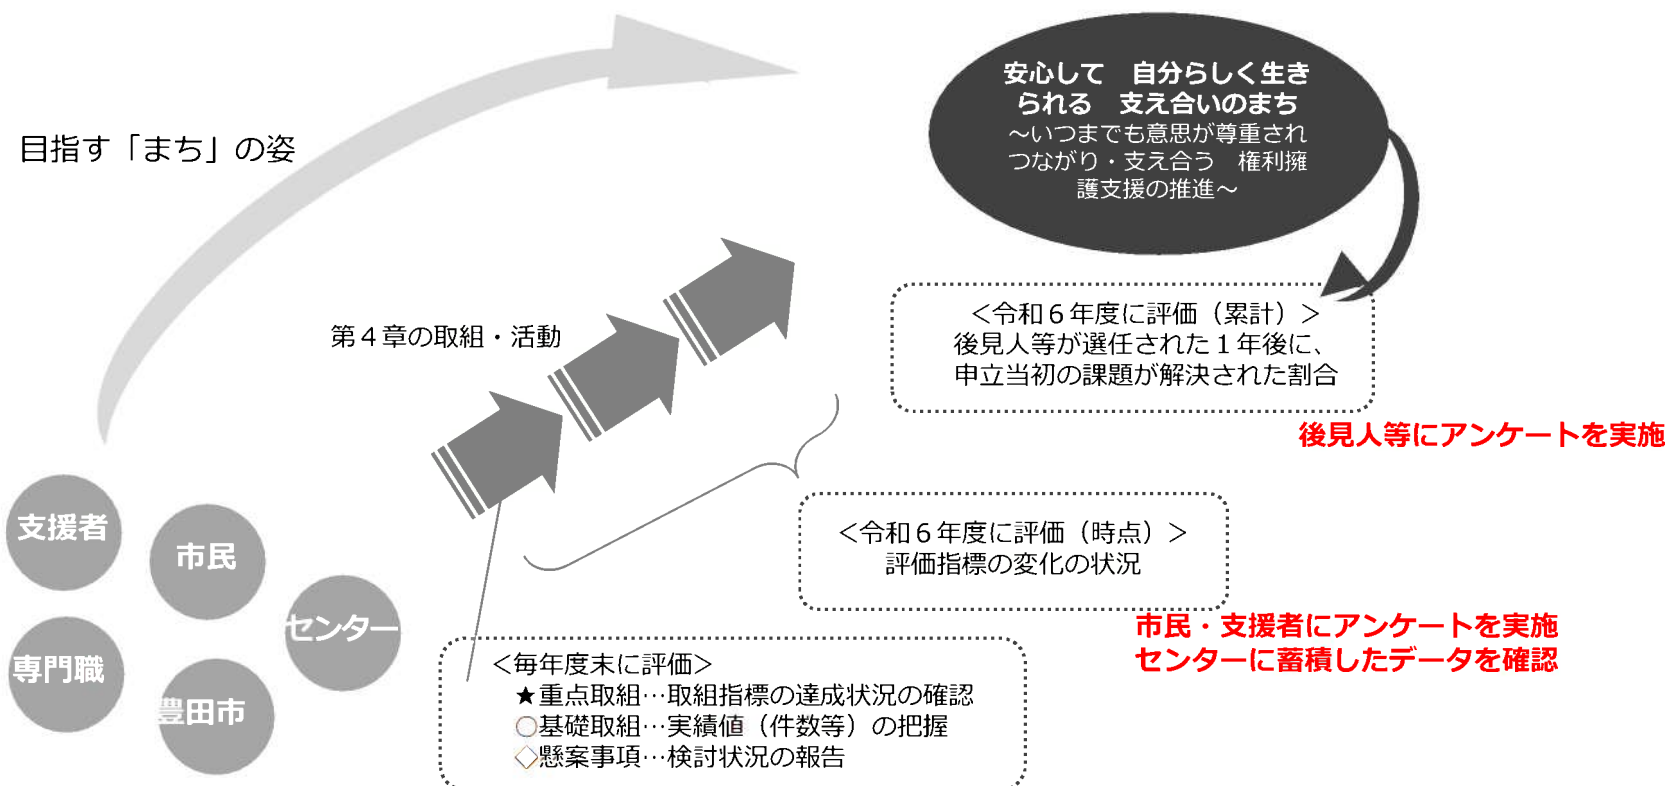 安心して　自分らしく生き
られる　支え合いのまち
～いつまでも意思が尊重され
つながり・支え合う　権利擁
護支援の推進～
目指す「まち」の姿
＜令和６年度に評価（累計）＞
後見人等が選任された１年後に、
申立当初の課題が解決された割合
第４章の取組・活動
後見人等にアンケートを実施
支援者
市民
センター
専門職
豊田市
＜令和６年度に評価（時点）＞
評価指標の変化の状況
市民・支援者にアンケートを実施
センターに蓄積したデータを確認
＜毎年度末に評価＞
★重点取組…取組指標の達成状況の確認
○基礎取組…実績値（件数等）の把握
◇懸案事項…検討状況の報告